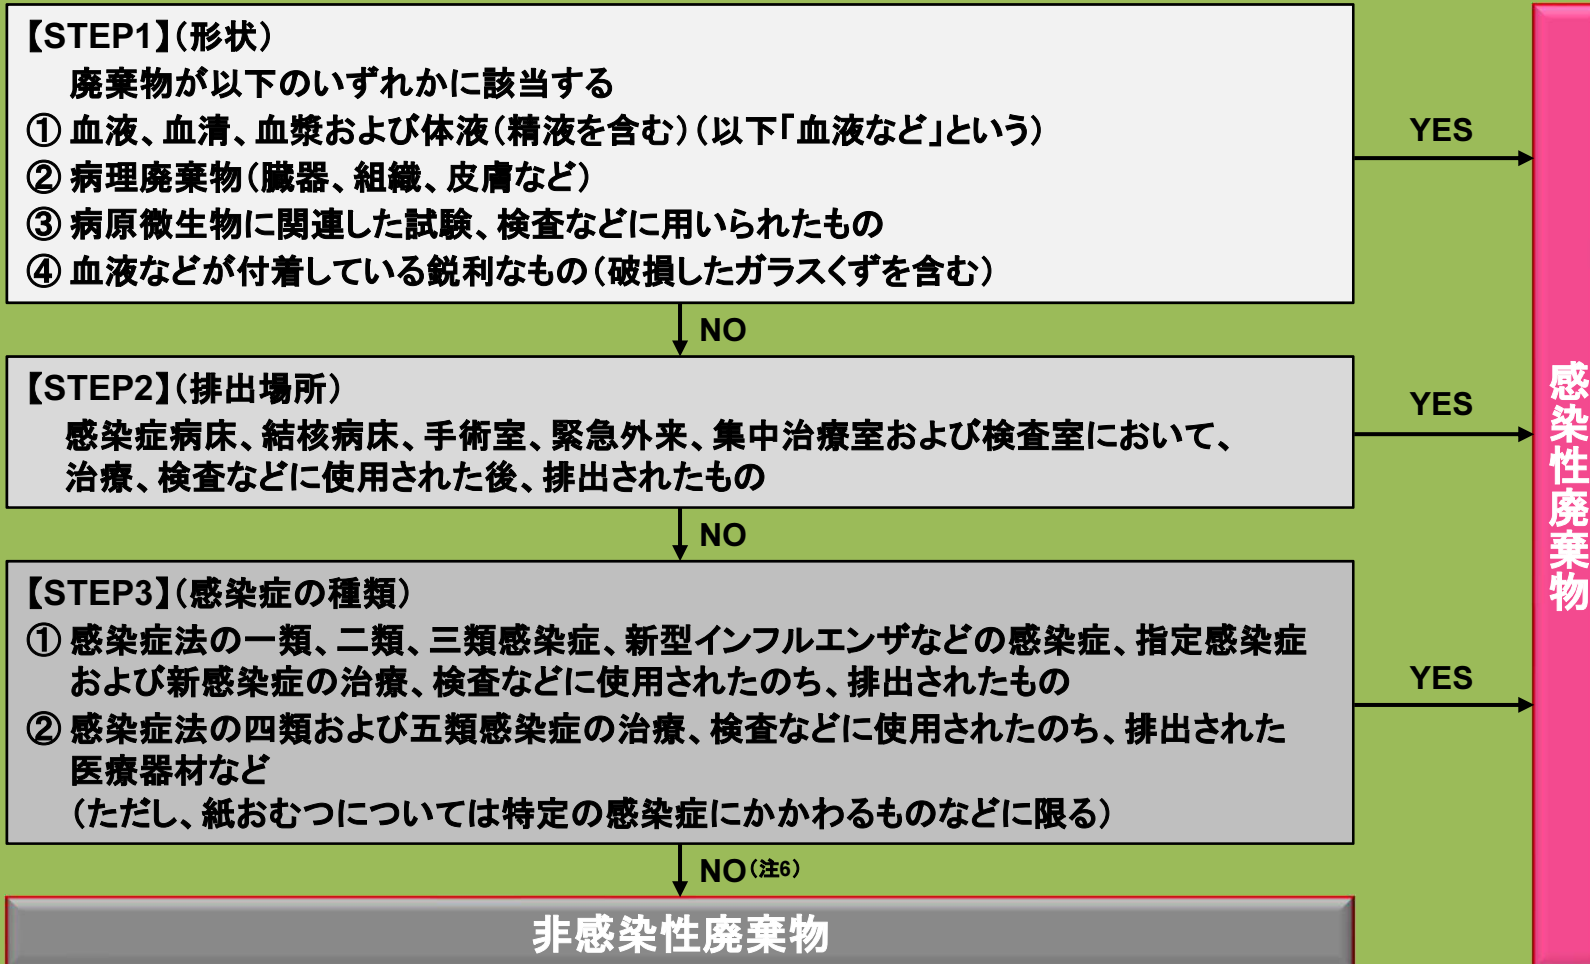 【STEP1】(形状)
廃棄物が以下のいずれかに該当する
① 血液、血清、血漿および体液(精液を含む)(以下「血液など」という)
② 病理廃棄物(臓器、組織、皮膚など)
③ 病原微生物に関連した試験、検査などに用いられたもの
④ 血液などが付着している鋭利なもの(破損したガラスくずを含む)
YES
NO
【STEP2】(排出場所)
感染症病床、結核病床、手術室、緊急外来、集中治療室および検査室において、
治療、検査などに使用された後、排出されたもの
YES
NO
【STEP3】(感染症の種類)
① 感染症法の一類、二類、三類感染症、新型インフルエンザなどの感染症、指定感染症
および新感染症の治療、検査などに使用されたのち、排出されたもの
② 感染症法の四類および五類感染症の治療、検査などに使用されたのち、排出された
医療器材など
(ただし、紙おむつについては特定の感染症にかかわるものなどに限る)
YES
NO(注6)
非感染性廃棄物
感染性廃棄物